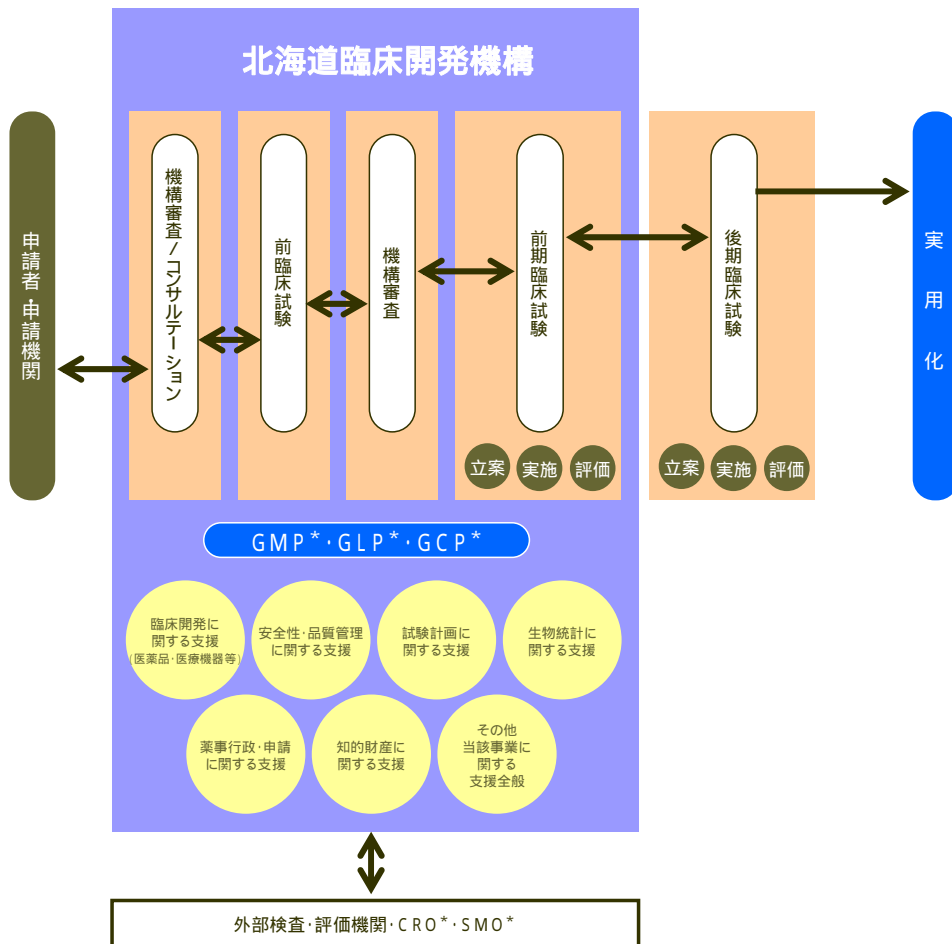 北海道臨床開発機構
申請者・申請機関
機構審査/コンサルテーション
前臨床試験
機構審査
前期臨床試験
後期臨床試験
実用化
立案
実施
評価
立案
実施
評価
GMP*・GLP*・GCP*
臨床開発に
関する支援
(医薬品・医療機器等)
安全性・品質管理
に関する支援
試験計画に
関する支援
生物統計に
関する支援
薬事行政・申請
に関する支援
知的財産に
関する支援
その他
当該事業に
関する
支援全般
外部検査・評価機関・CRO*・SMO*